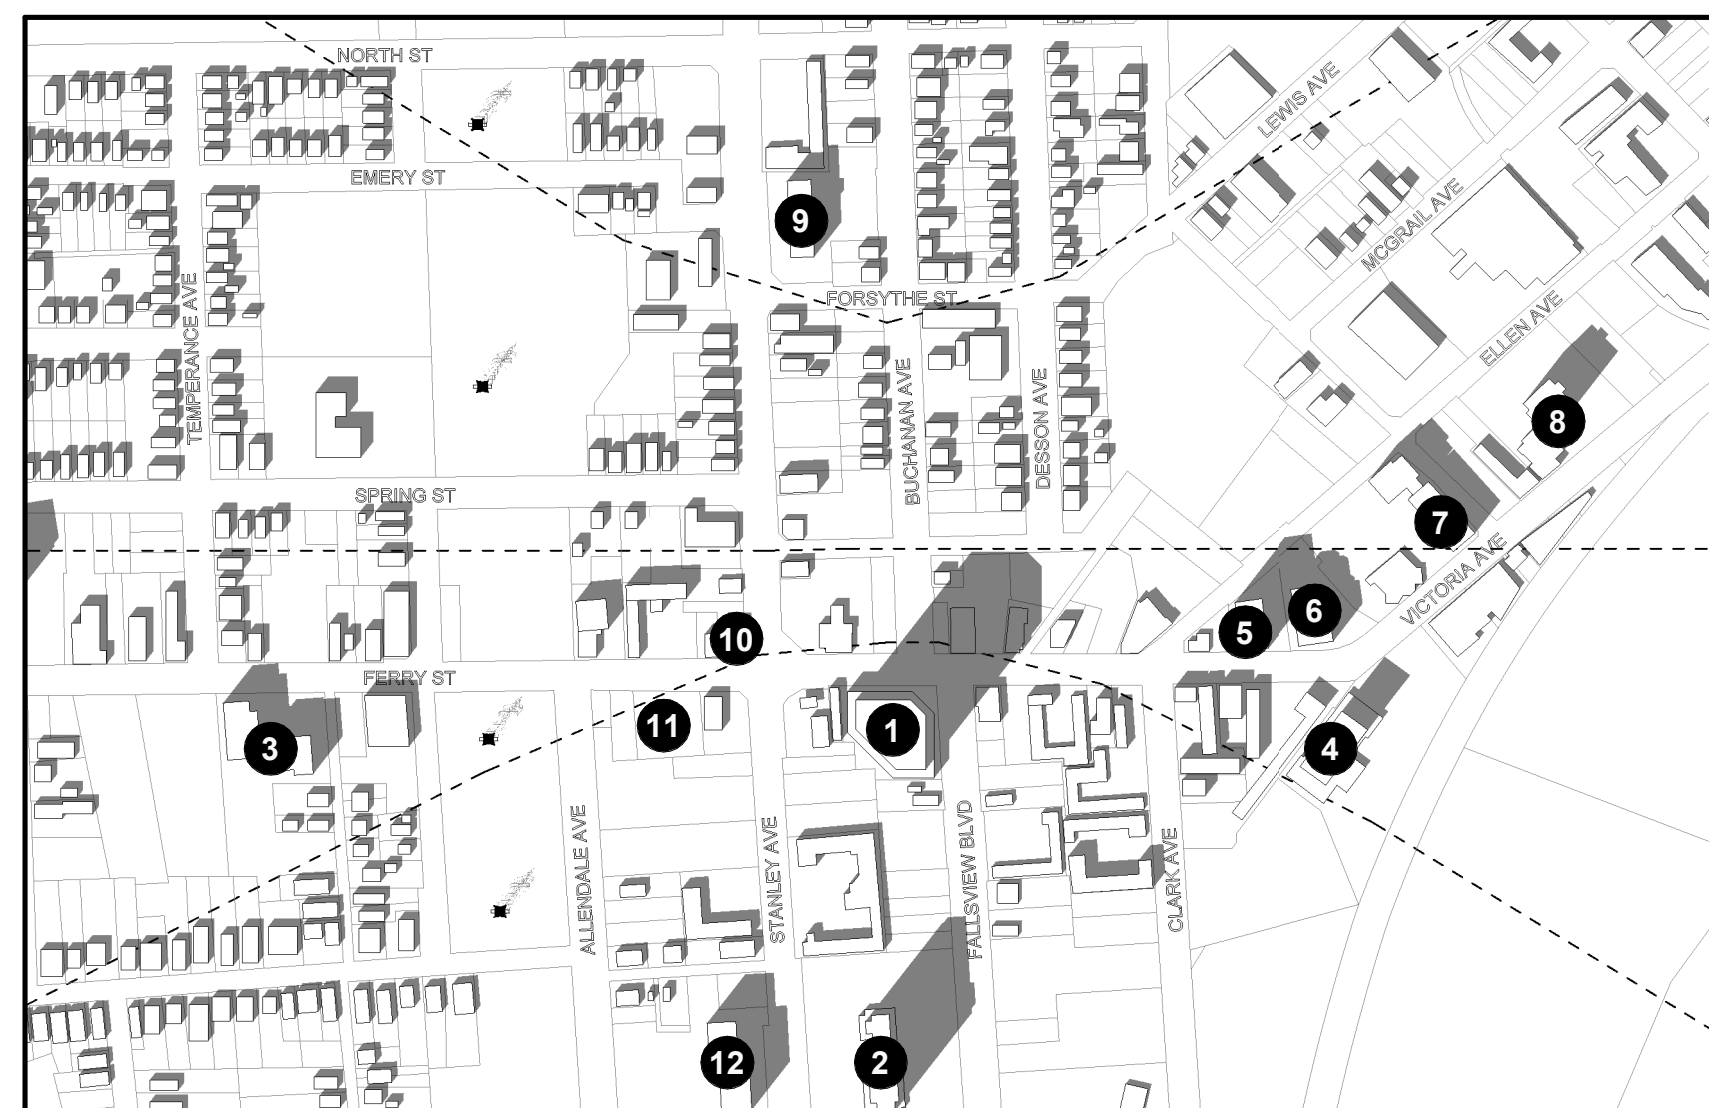 NORTH ST
LEWIS AVE
EMERY ST
MCGRAIL AVE
9
FORSYTHE ST
TEMPERANCE AVE
ELLEN AVE
BUCHANAN AVE
DESSON AVE
8
SPRING ST
7
VICTORIA AVE
6
5
10
FERRY ST
11
1
3
4
ALLENDALE AVE
STANLEY AVE
FALLSVIEW BLVD
CLARK AVE
12
2